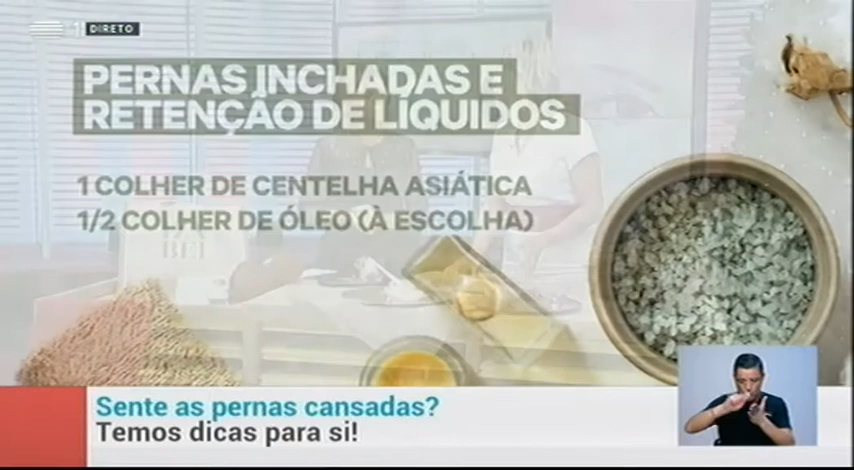 1
DIRETO
PERNAS INCHADAS E
RETENÇÃO DE LÍQUIDOS
1 COLHER DE CENTELHA ASIÁTICA
1/2 COLHER DE ÓLEO (À ESCOLHA)
Sente as pernas cansadas?
Temos dicas para si!